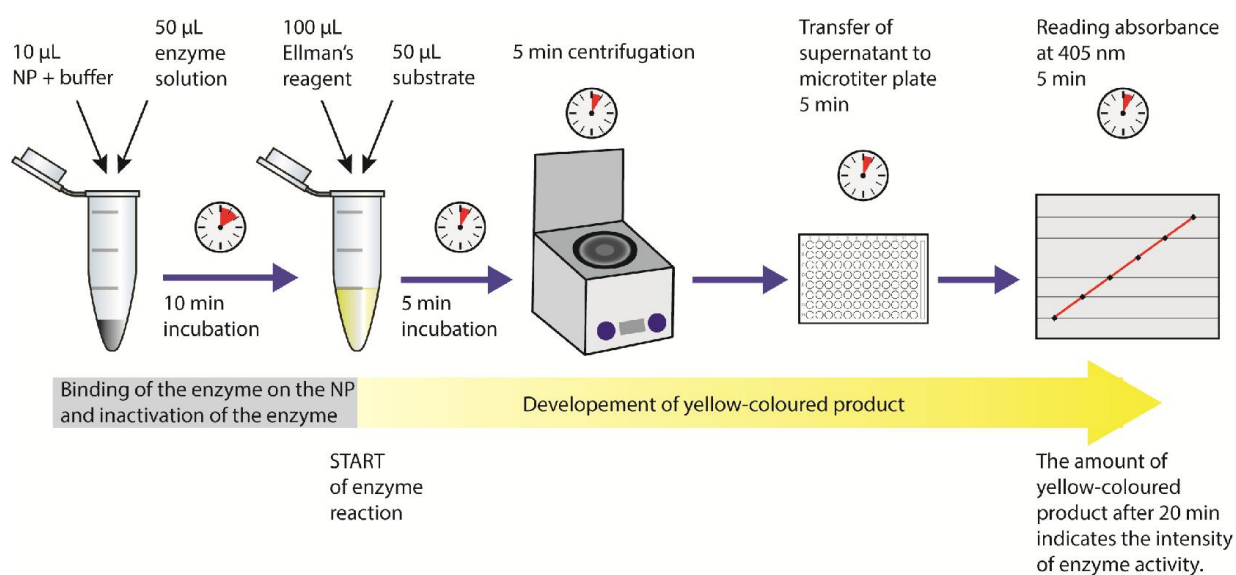 10 µL
NP + buffer
50 µL
enzyme
solution
100 µL
Ellman's
reagent
50 µL
substrate
5 min centrifugation
Transfer of
supernatant to
microtiter plate
5 min
Reading absorbance
at 405 nm
5 min
10 min
incubation
5 min
incubation
Binding of the enzyme on the NP
and inactivation of the enzyme
Developement of yellow-coloured product
START
of enzyme
reaction
The amount of
yellow-coloured
product after 20 min
indicates the intensity
of enzyme activity.